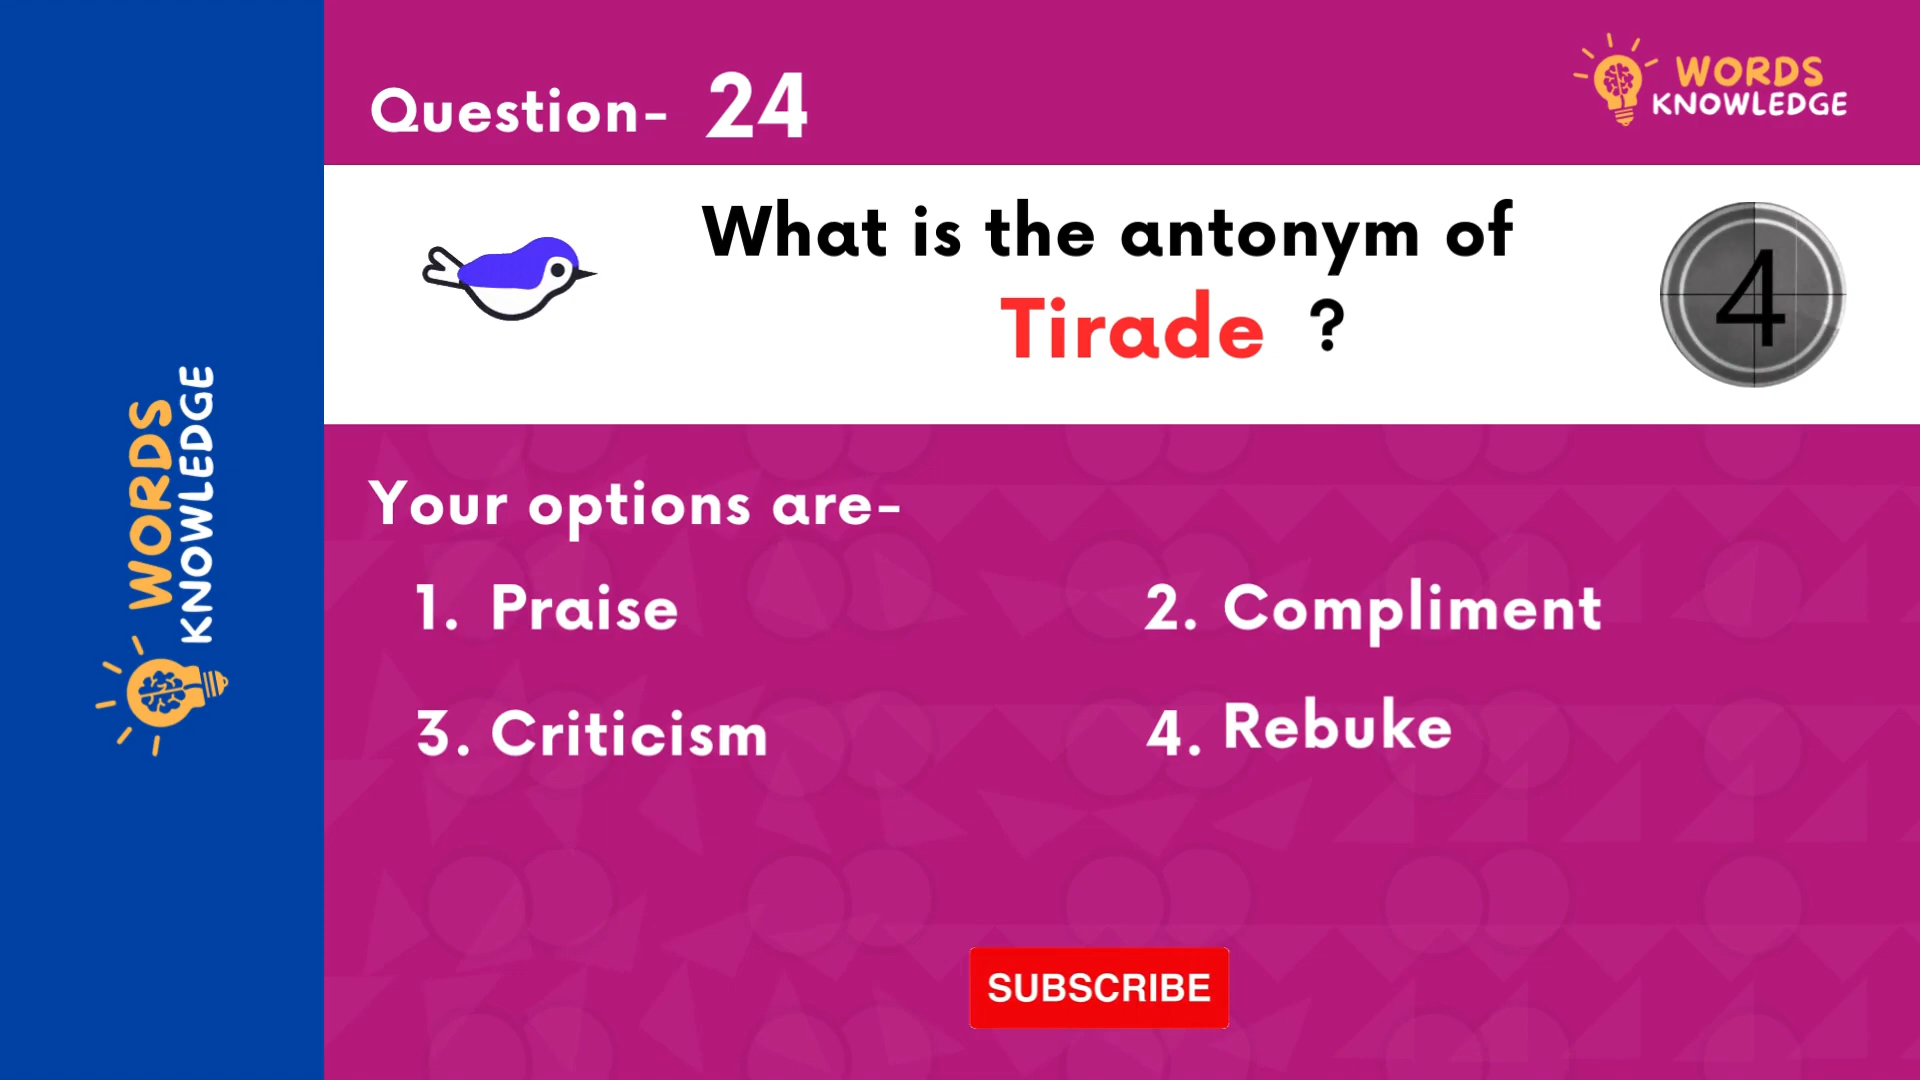 Question- 24
WORDS
KNOWLEDGE
What is the antonym of
Tirade ?
4
WORDS
KNOWLEDGE
Your options are-
1. Praise
2. Compliment
3. Criticism
4. Rebuke
SUBSCRIBE